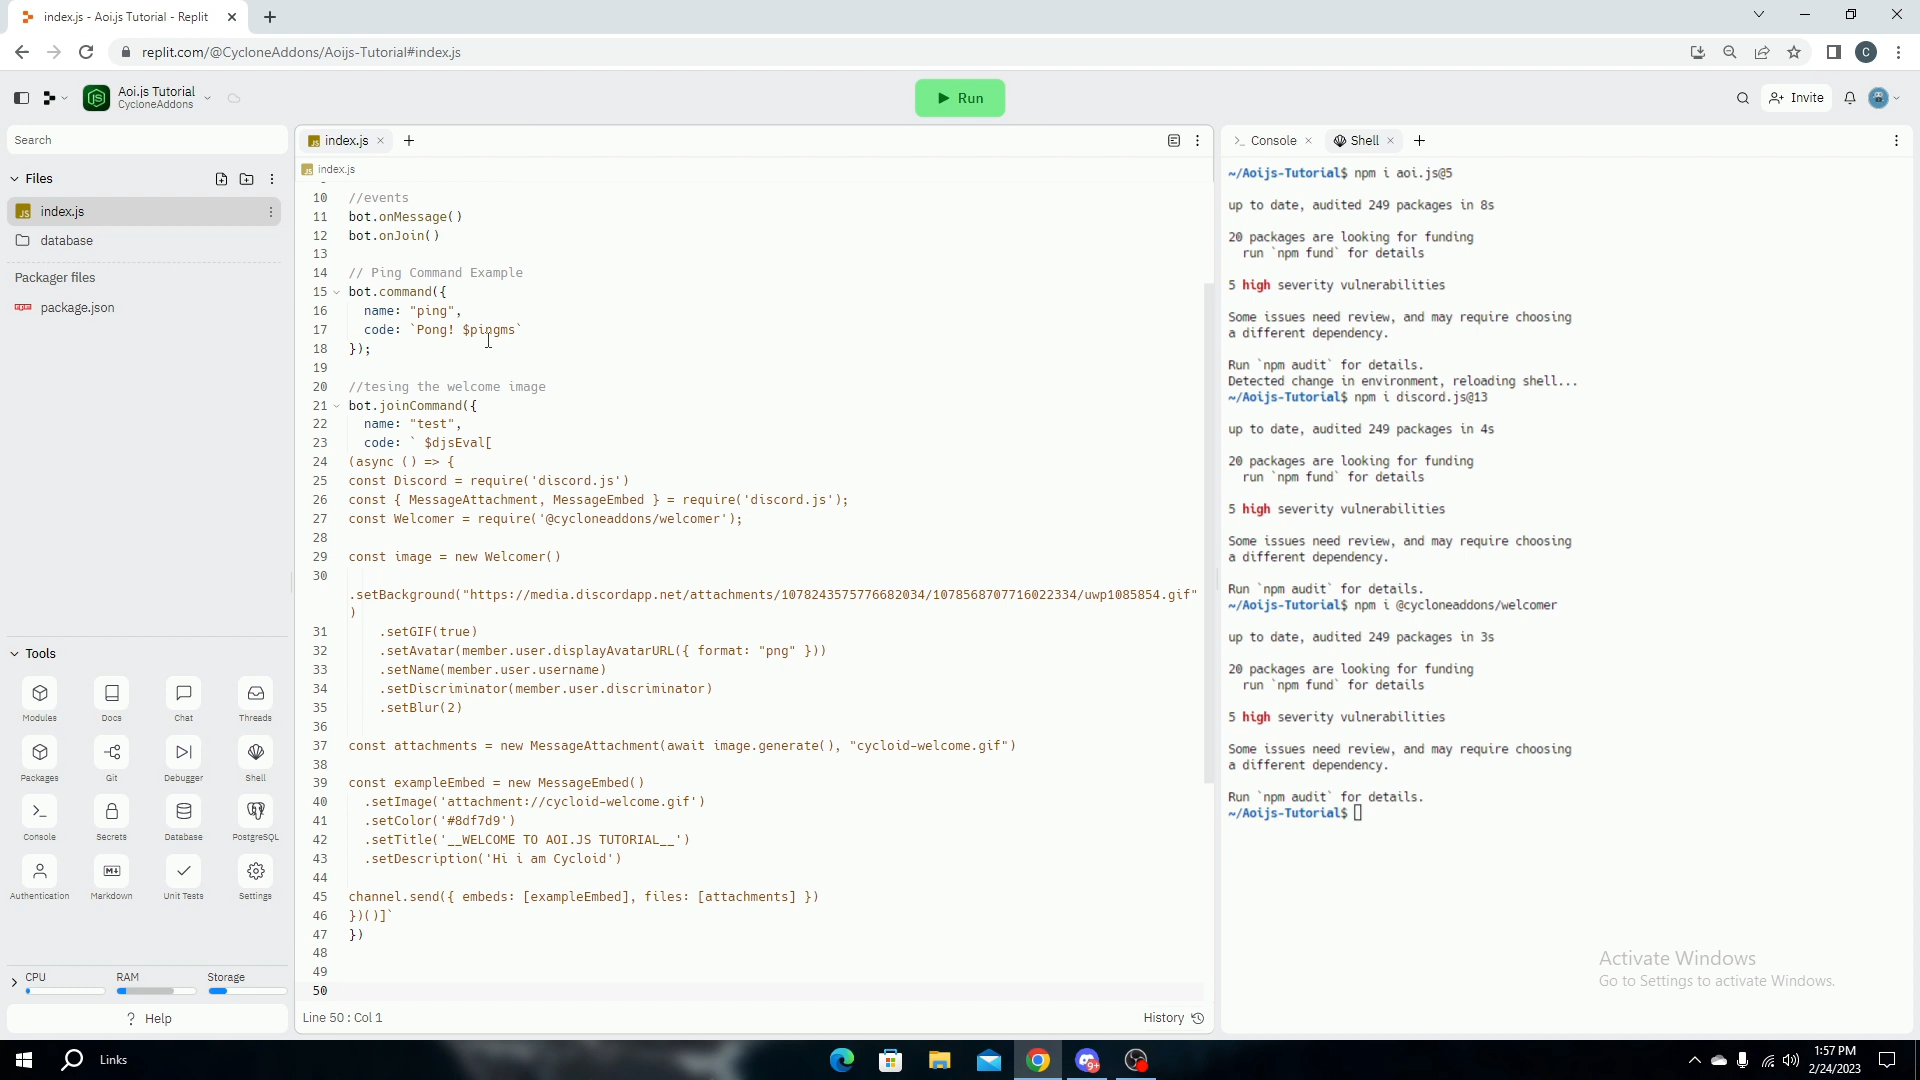 index.js - Aoi.js Tutorial - Replit
replit.com/@CycloneAddons/Aoijs-Tutorial#index.js
C
JS
Aoi.js Tutorial
CycloneAddons
Run
Invite
Search
Files
index.js
database
Packager files
package.json
Tools
Modules
Docs
Chat
Threads
Packages
Git
Debugger
Shell
Console
Secrets
Database
PostgreSQL
Authentication
Markdown
Unit Tests
Settings
CPU
RAM
Storage
? Help
index.js
index.js
10 //events
11 bot.onMessage()
12 bot.onJoin()
13
14 // Ping Command Example
15 bot.command({
16 name: "ping",
17 code: `Pong! $pingms`
18 });
19
20 //tesing the welcome image
21 bot.joinCommand({
22 name: "test",
23 code: ` $djsEval[
24 (async () => {
25 const Discord = require('discord.js')
26 const { MessageAttachment, MessageEmbed } = require('discord.js');
27 const Welcomer = require('@cycloneaddons/welcomer');
28
29 const image = new Welcomer()
30
.setBackground("https://media.discordapp.net/attachments/1078243575776682034/1078568707716022334/uwp1085854.gif"
)
31 .setGIF(true)
32 .setAvatar(member.user.displayAvatarURL({ format: "png" }))
33 .setName(member.user.username)
34 .setDiscriminator(member.user.discriminator)
35 .setBlur(2)
36
37 const attachments = new MessageAttachment(await image.generate(), "cycloid-welcome.gif")
38
39 const exampleEmbed = new MessageEmbed()
40 .setImage('attachment://cycloid-welcome.gif')
41 .setColor('#8df7d9')
42 .setTitle('__WELCOME TO AOI.JS TUTORIAL__')
43 .setDescription('Hi i am Cycloid')
44
45 channel.send({ embeds: [exampleEmbed], files: [attachments] })
46 })()]`
47 })
48
49
50
Line 50 : Col 1
History
Console
Shell
~/Aoijs-Tutorial$ npm i aoi.js@5
up to date, audited 249 packages in 8s
20 packages are looking for funding
run `npm fund` for details
5 high severity vulnerabilities
Some issues need review, and may require choosing
a different dependency.
Run `npm audit` for details.
Detected change in environment, reloading shell...
~/Aoijs-Tutorial$ npm i discord.js@13
up to date, audited 249 packages in 4s
20 packages are looking for funding
run `npm fund` for details
5 high severity vulnerabilities
Some issues need review, and may require choosing
a different dependency.
Run `npm audit` for details.
~/Aoijs-Tutorial$ npm i @cycloneaddons/welcomer
up to date, audited 249 packages in 3s
20 packages are looking for funding
run `npm fund` for details
5 high severity vulnerabilities
Some issues need review, and may require choosing
a different dependency.
Run `npm audit` for details.
~/Aoijs-Tutorial$
Activate Windows
Go to Settings to activate Windows.
Links
9+
1:57 PM
2/24/2023